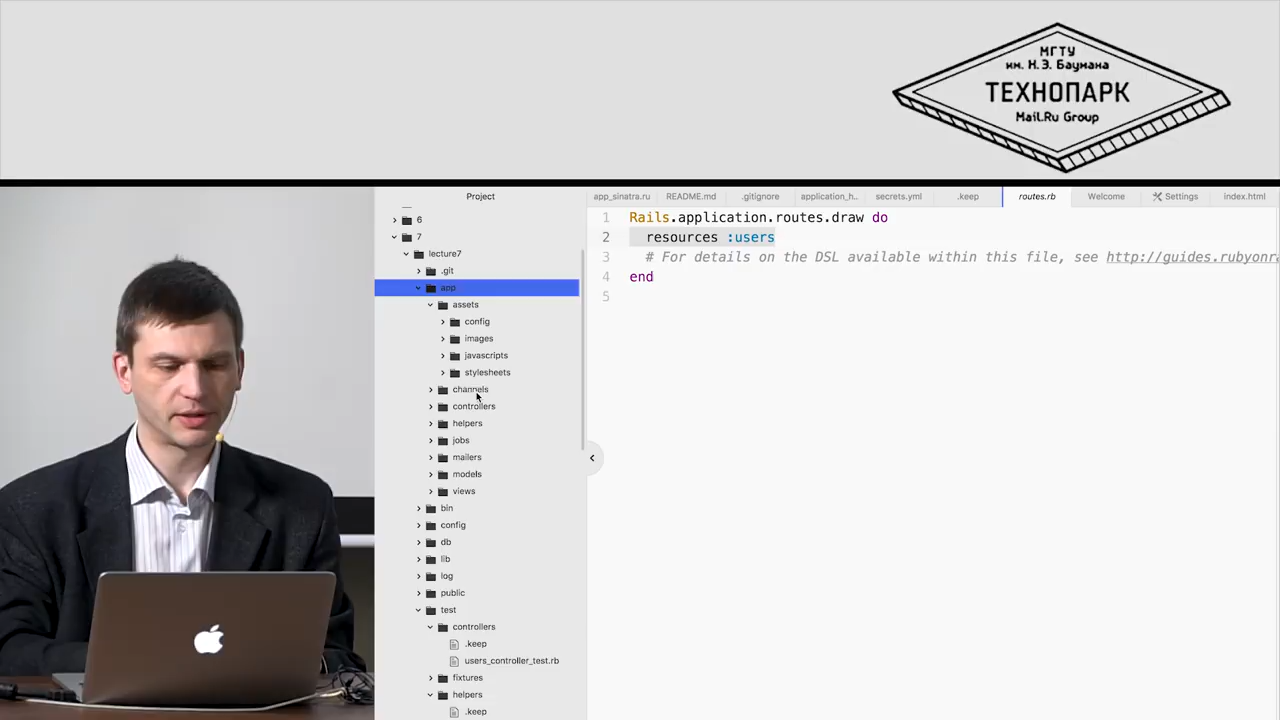 МГТУ
им. Н.Э. Баумана
ТЕХНОПАРК
Mail.Ru Group
Project
app_sinatra.ru README.md .gitignore application_h.. secrets.yml .keep routes.rb Welcome Settings index.html
6
7
lecture7
.git
app
assets
config
images
javascripts
stylesheets
channels
controllers
helpers
jobs
mailers
models
views
bin
config
db
lib
log
public
test
controllers
.keep
users_controller_test.rb
fixtures
helpers
.keep
1 Rails.application.routes.draw do
2 resources :users
3 # For details on the DSL available within this file, see http://guides.rubyonra
4 end
5